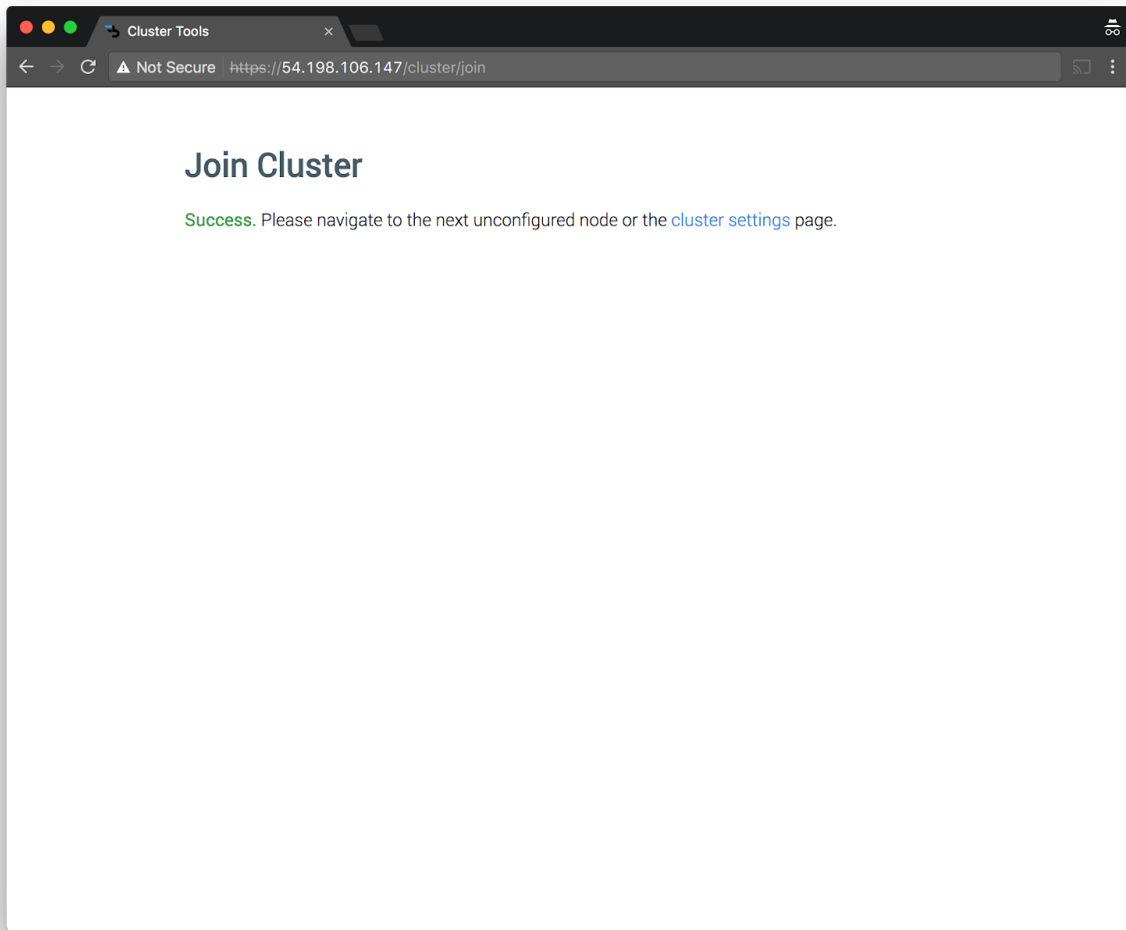 Cluster Tools
Not Secure https://54.198.106.147/cluster/join
Join Cluster
Success. Please navigate to the next unconfigured node or the cluster settings page.